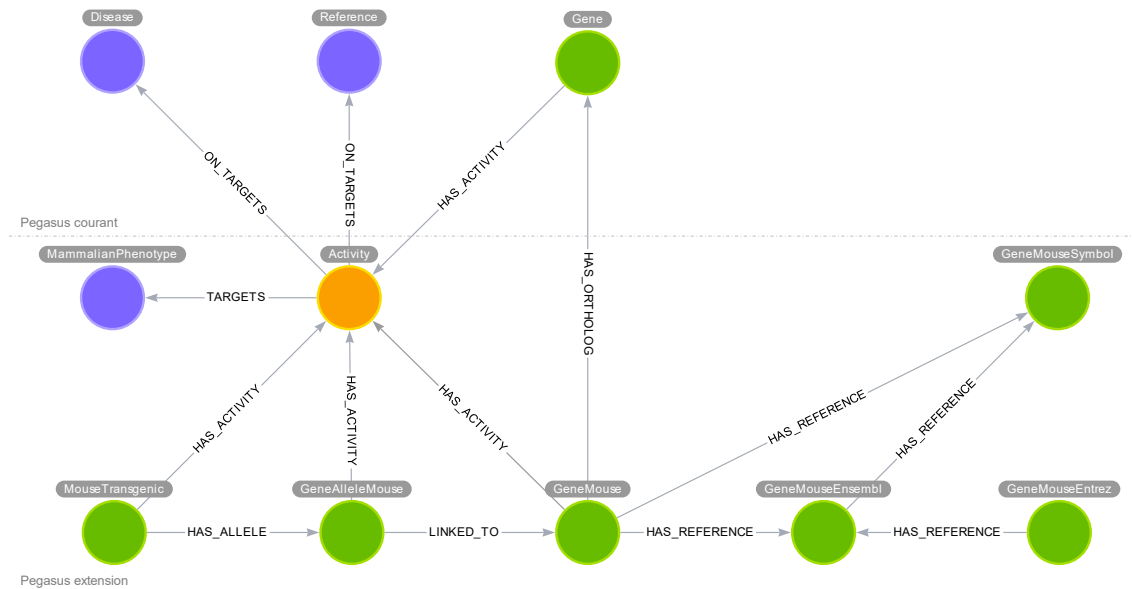 Disease
Reference
Gene
ON_TARGETS
ON_TARGETS
HAS_ACTIVITY
Pegasus courant
MammalianPhenotype
Activity
GeneMouseSymbol
TARGETS
HAS_ORTHOLOG
HAS_ACTIVITY
HAS_ACTIVITY
HAS_ACTIVITY
HAS_REFERENCE
HAS_REFERENCE
MouseTransgenic
GeneAlleleMouse
GeneMouse
GeneMouseEnsembl
GeneMouseEntrez
HAS_ALLELE
LINKED_TO
HAS_REFERENCE
HAS_REFERENCE
Pegasus extension